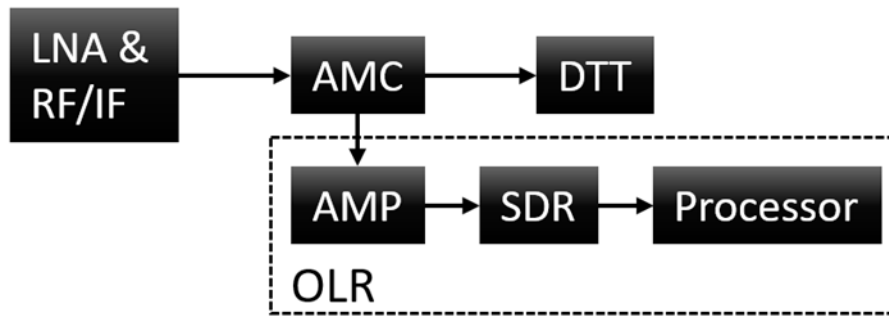 LNA &
RF/IF
AMC
DTT
AMP
SDR
Processor
OLR